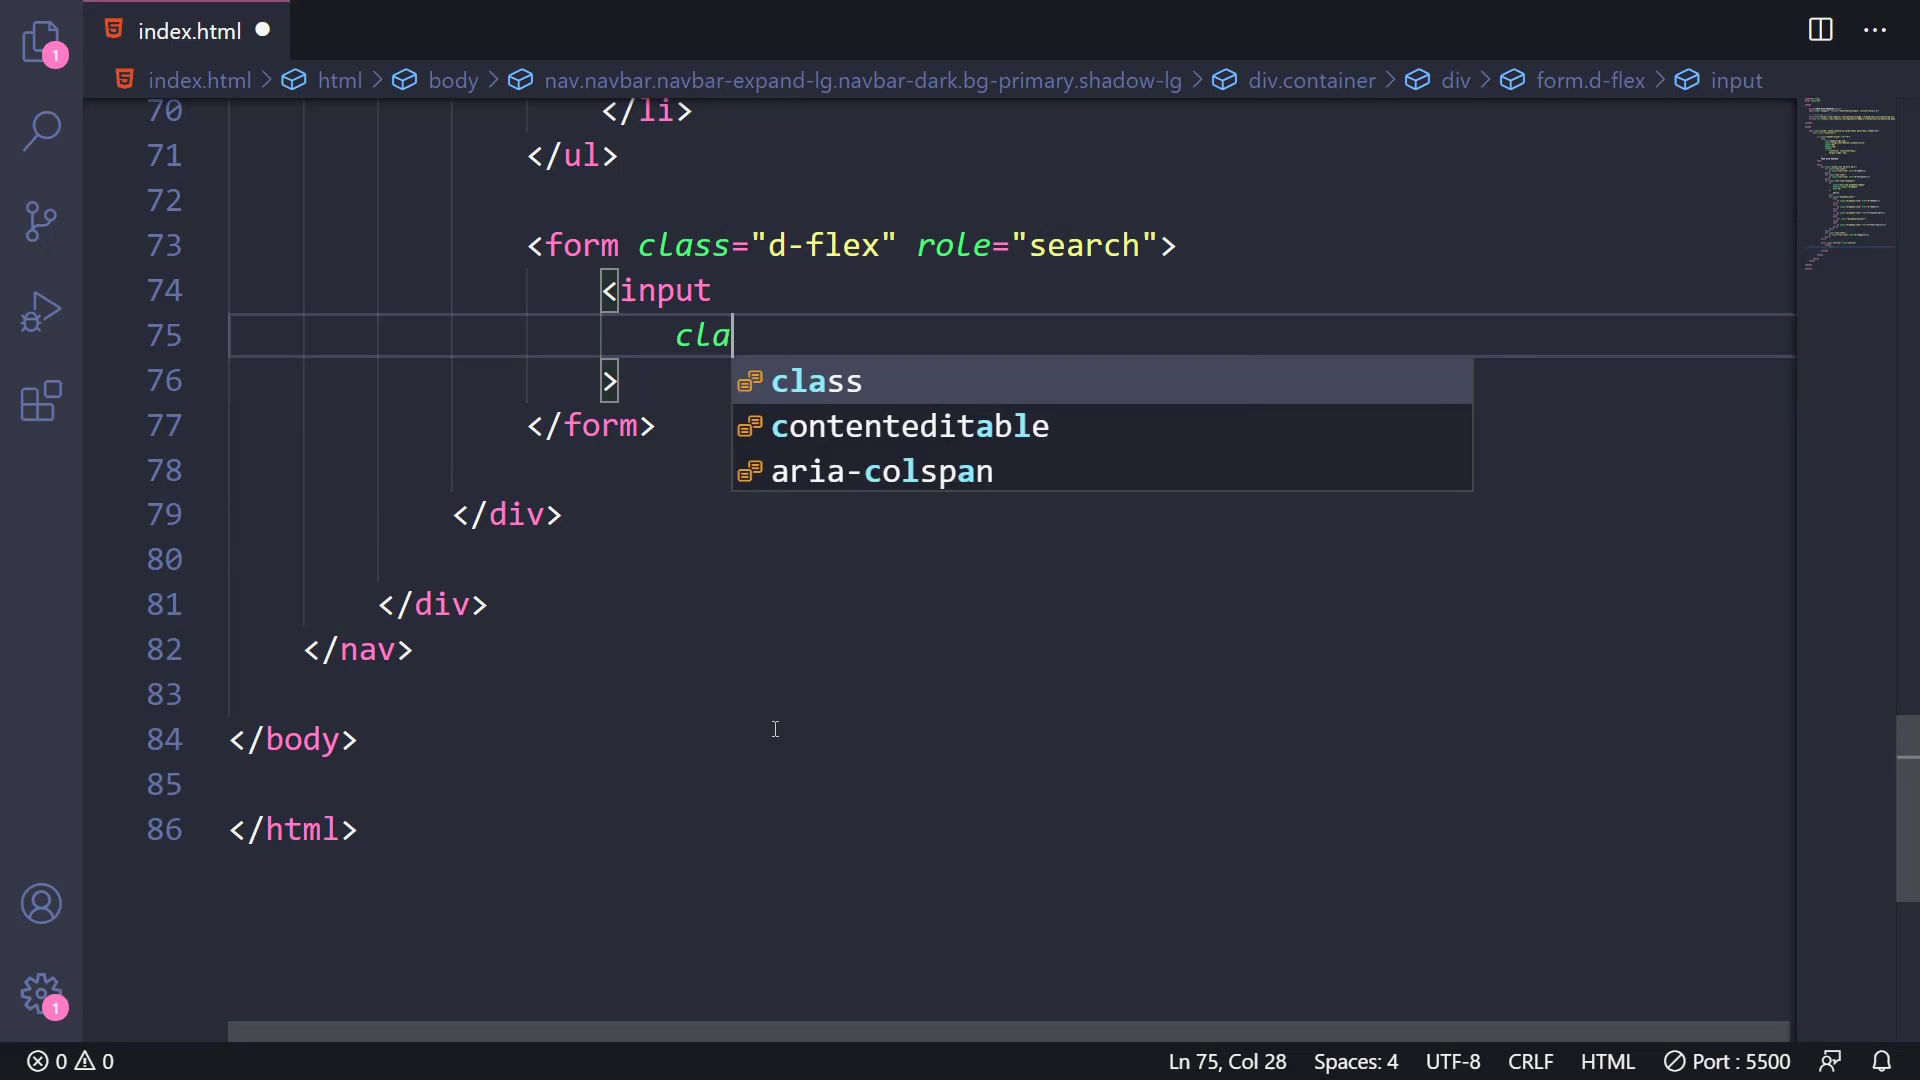 1
index.html
index.html > html > body > nav.navbar.navbar-expand-lg.navbar-dark.bg-primary.shadow-lg > div.container > div > form.d-flex > input
70 </li>
71 </ul>
72
73 <form class="d-flex" role="search">
74 <input
75 cla
class
76 >
contenteditable
77 </form>
aria-colspan
78
79 </div>
80
81 </div>
82 </nav>
83
84 </body>
85
86 </html>
1
0 0 Ln 75, Col 28 Spaces: 4 UTF-8 CRLF HTML Port : 5500